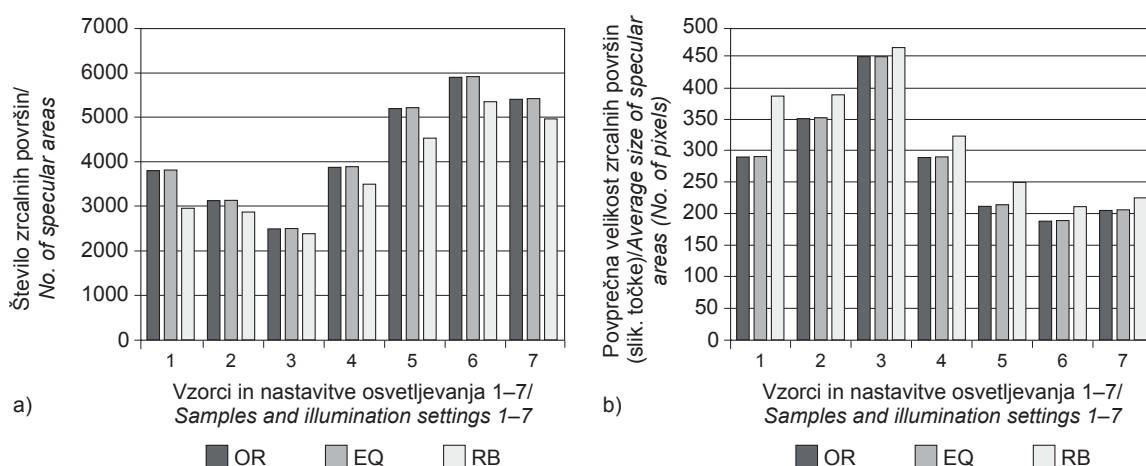 Število zrcalnih površin/
No. of specular areas
7000
6000
5000
4000
3000
2000
1000
0
1 2 3 4 5 6 7
Vzorci in nastavitve osvetljevanja 1–7/
Samples and illumination settings 1–7
a)
OR EQ RB
Povprečna velikost zrcalnih površin
(slik. točke)/Average size of specular
areas (No. of pixels)
500
450
400
350
300
250
200
150
100
50
0
1 2 3 4 5 6 7
Vzorci in nastavitve osvetljevanja 1–7/
Samples and illumination settings 1–7
b)
OR EQ RB